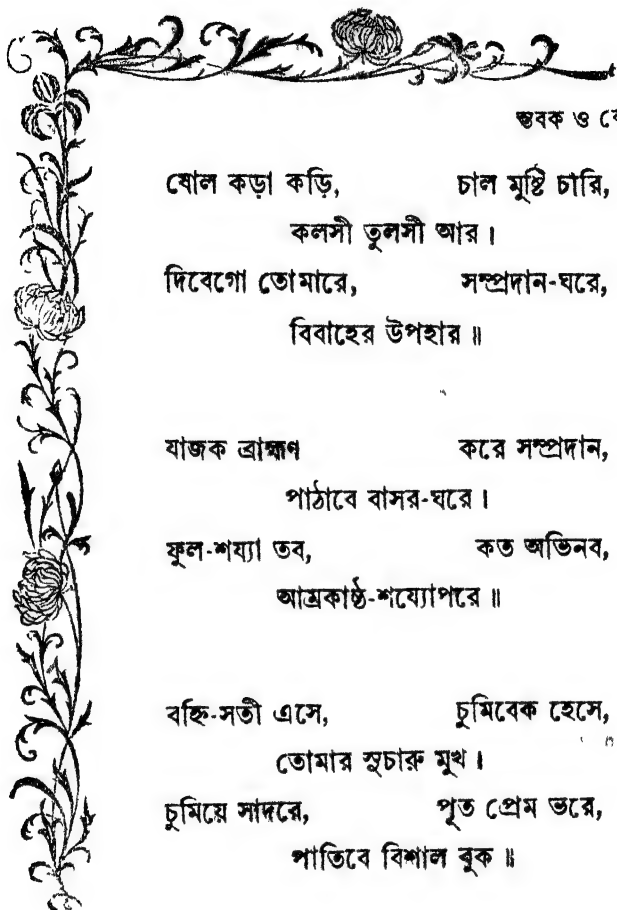 স্তবক ও
ষোল কড়া কড়ি, চাল মুষ্টি চারি,
কলসী তুলসী আর।
দিবেগো তোমারে, সম্প্রদান-ঘরে,
বিবাহের উপহার॥
যাজক ব্রাহ্মণ করে সম্প্রদান,
পাঠাবে বাসর-ঘরে।
ফুল-শয্যা তব, কত অভিনব,
আম্রকাষ্ঠ-শয্যোপরে॥
বহ্নি-সতী এসে, চুমিবেক হেসে,
তোমার সুচারু মুখ।
চুমিয়ে সাদরে, পূত প্রেম ভরে,
পাতিবে বিশাল বুক॥